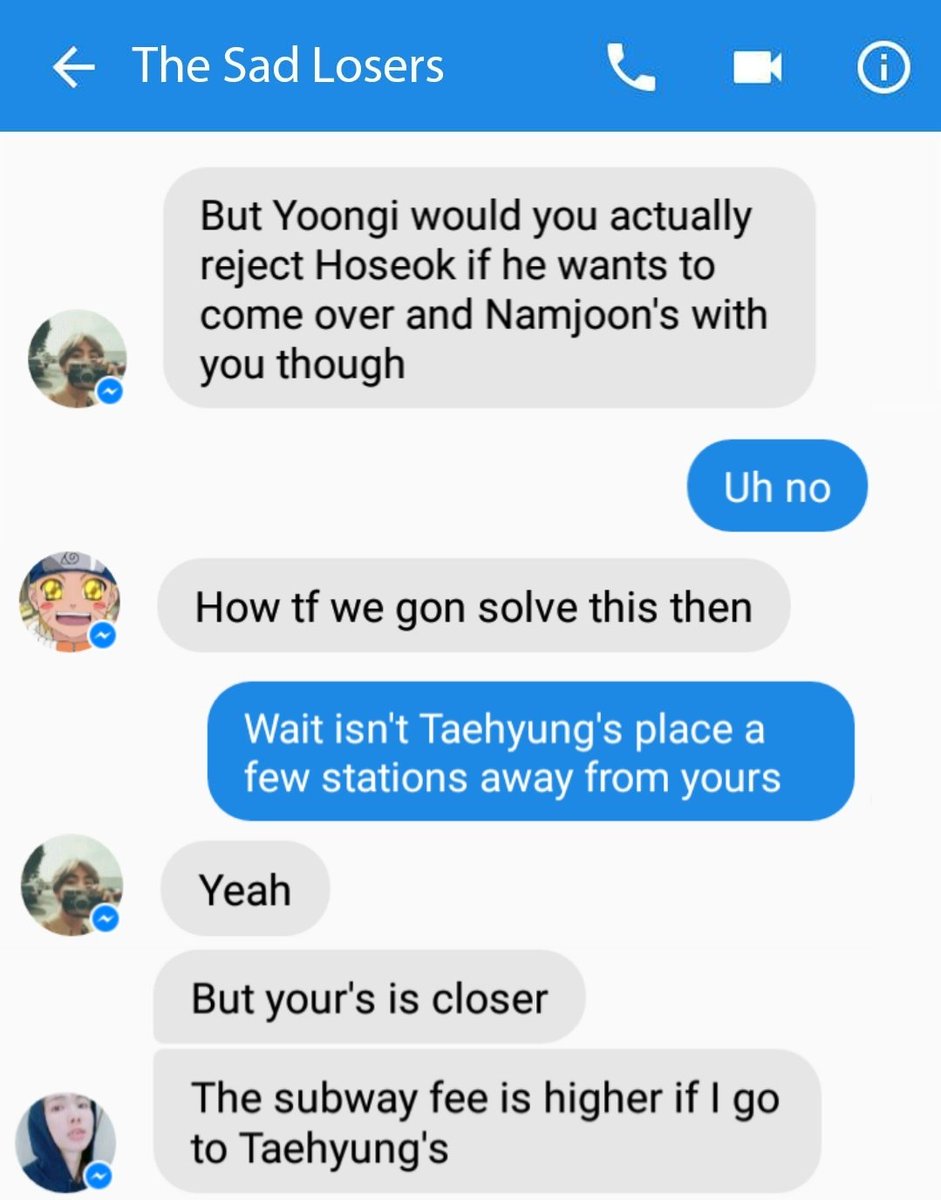 The Sad Losers
But Yoongi would you actually
reject Hoseok if he wants to
come over and Namjoon's with
you though
Uh no
How tf we gon solve this then
Wait isn't Taehyung's place a
few stations away from yours
Yeah
But your's is closer
The subway fee is higher if I go
to Taehyung's